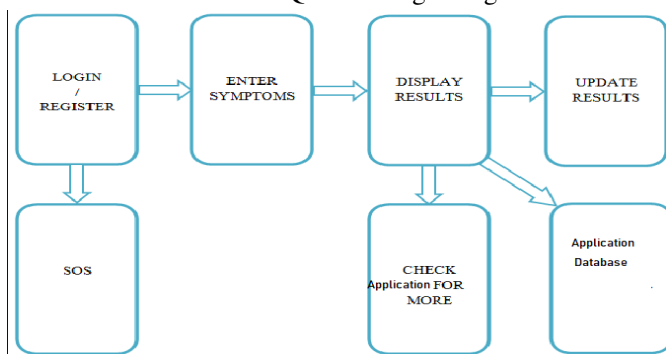 LOGIN
/
REGISTER
ENTER
SYMPTOMS
DISPLAY
RESULTS
UPDATE
RESULTS
SOS
CHECK
Application FOR
MORE
Application
Database
.